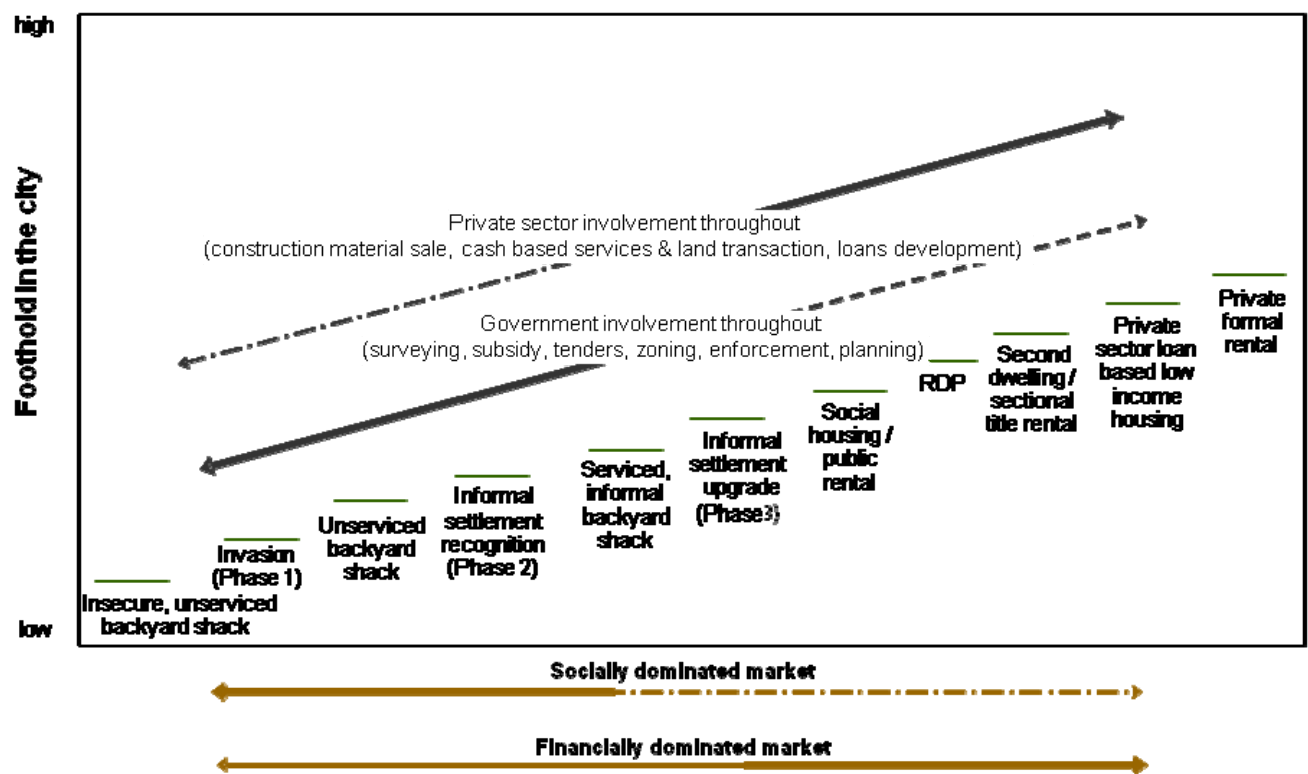 high
Foothold in the city
low
Private sector involvement throughout
(construction material sale, cash based services & land transaction, loans development)
Government involvement throughout
(surveying, subsidy, tenders, zoning, enforcement, planning)
Insecure, unserviced
backyard shack
Invasion
(Phase 1)
Unserviced
backyard
shack
Informal
settlement
recognition
(Phase 2)
Serviced,
informal
backyard
shack
Informal
settlement
upgrade
(Phase3)
Social
housing /
public
rental
RDP
Second
dwelling /
sectional
title rental
Private
sector loan
based low
income
housing
Private
formal
rental
Socially dominated market
Financially dominated market